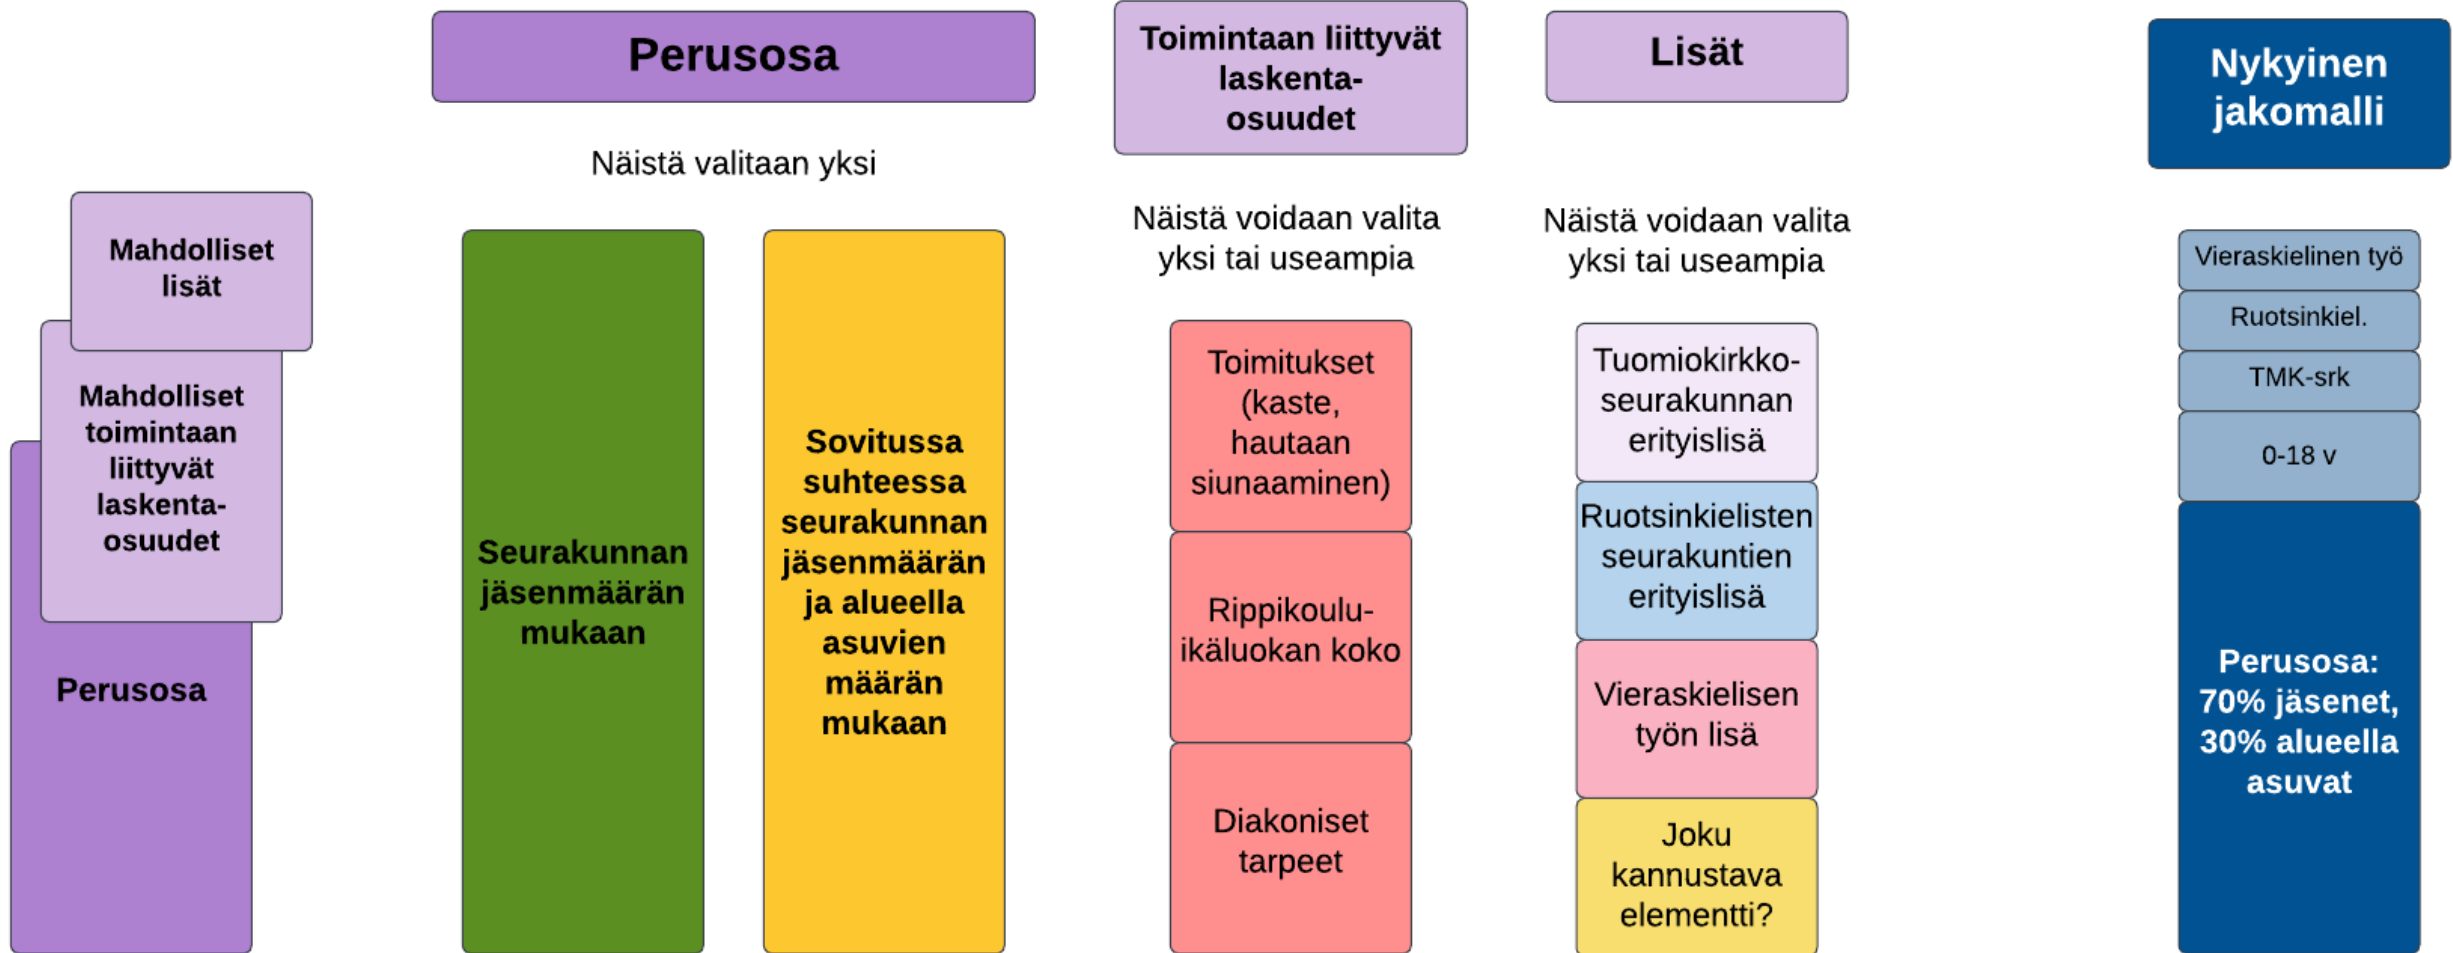 Mahdolliset
lisät
Mahdolliset
toimintaan
liittyvät
laskenta-
osuudet
Perusosa
Perusosa
Näistä valitaan yksi
Seurakunnan
jäsenmäärän
mukaan
Sovitussa
suhteessa
seurakunnan
jäsenmäärän
ja alueella
asuvien
määrän
mukaan
Toimintaan liittyvät
laskenta-
osuudet
Näistä voidaan valita
yksi tai useampia
Toimitukset
(kaste,
hautaan
siunaaminen)
Rippikoulu-
ikäluokan koko
Diakoniset
tarpeet
Lisät
Näistä voidaan valita
yksi tai useampia
Tuomiokirkko-
seurakunnan
erityislisä
Ruotsinkielisten
seurakuntien
erityislisä
Vieraskielisen
työn lisä
Joku
kannustava
elementti?
Nykyinen
jakomalli
Vieraskielinen työ
Ruotsinkiel.
TMK-srk
0-18 v
Perusosa:
70% jäsenet,
30% alueella
asuvat